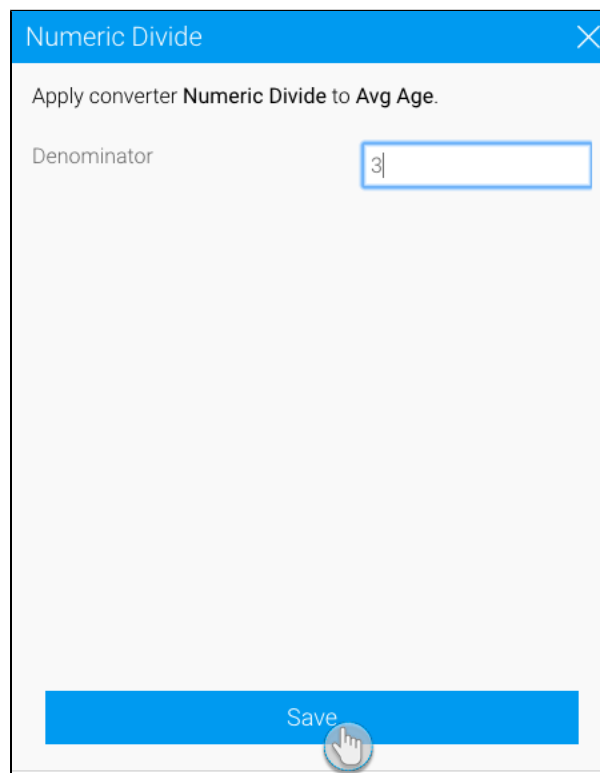 Numeric Divide
Apply converter Numeric Divide to Avg Age.
Denominator
3
Save